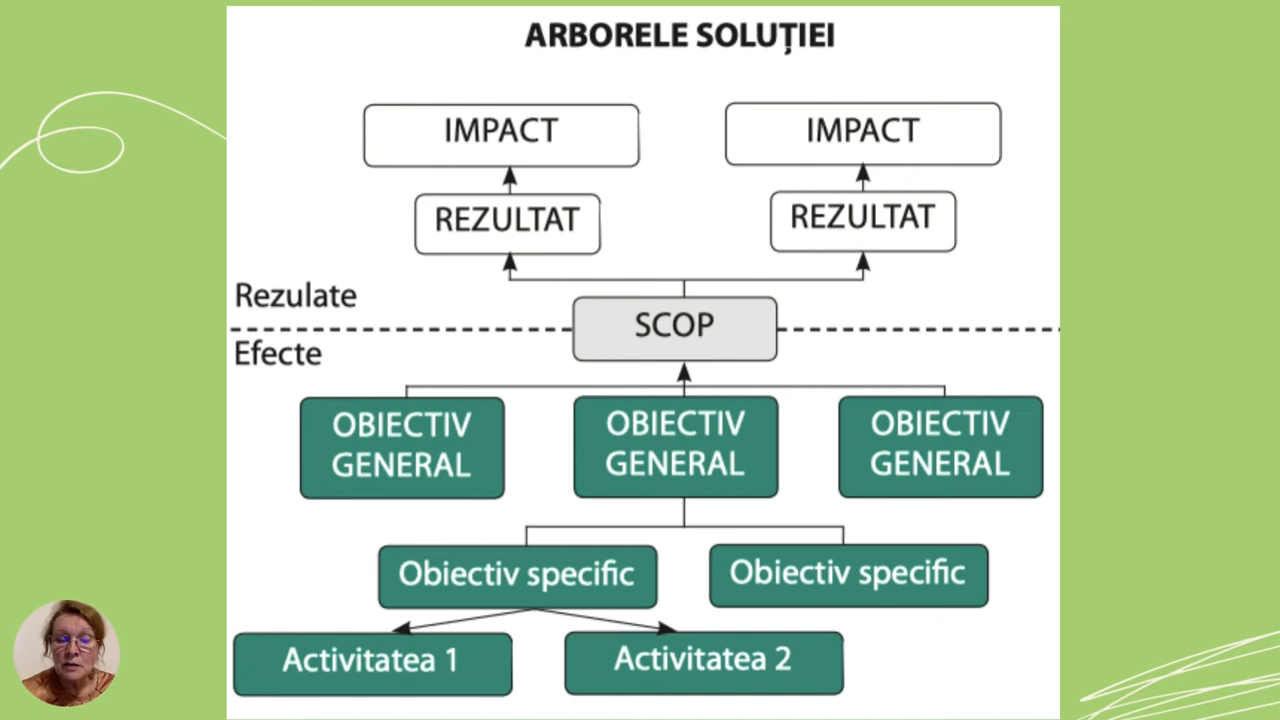 ARBORELE SOLUȚIEI
IMPACT
IMPACT
REZULTAT
REZULTAT
Rezulate
SCOP
Efecte
OBIECTIV
GENERAL
OBIECTIV
GENERAL
OBIECTIV
GENERAL
Obiectiv specific
Obiectiv specific
Activitatea 1
Activitatea 2